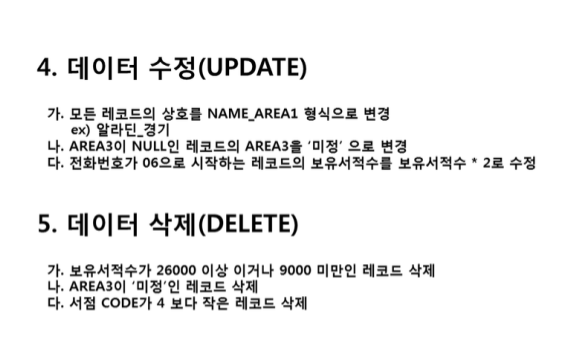 4. 데이터 수정(UPDATE)
가. 모든 레코드의 상호를 NAME_AREA1 형식으로 변경
ex) 알라딘_경기
나. AREA3이 NULL인 레코드의 AREA3을 '미정' 으로 변경
다. 전화번호가 06으로 시작하는 레코드의 보유서적수를 보유서적수 * 2로 수정
5. 데이터 삭제(DELETE)
가. 보유서적수가 26000 이상 이거나 9000 미만인 레코드 삭제
나. AREA3이 '미정'인 레코드 삭제
다. 서점 CODE가 4 보다 작은 레코드 삭제